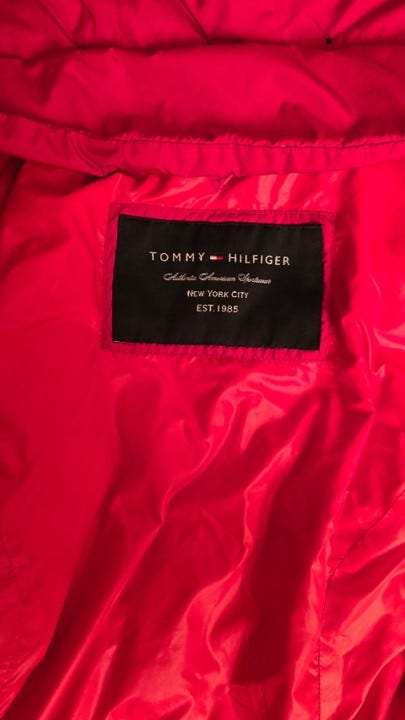 TOMMY HILFIGER
Authentic American Sportswear
NEW YORK CITY
EST. 1985